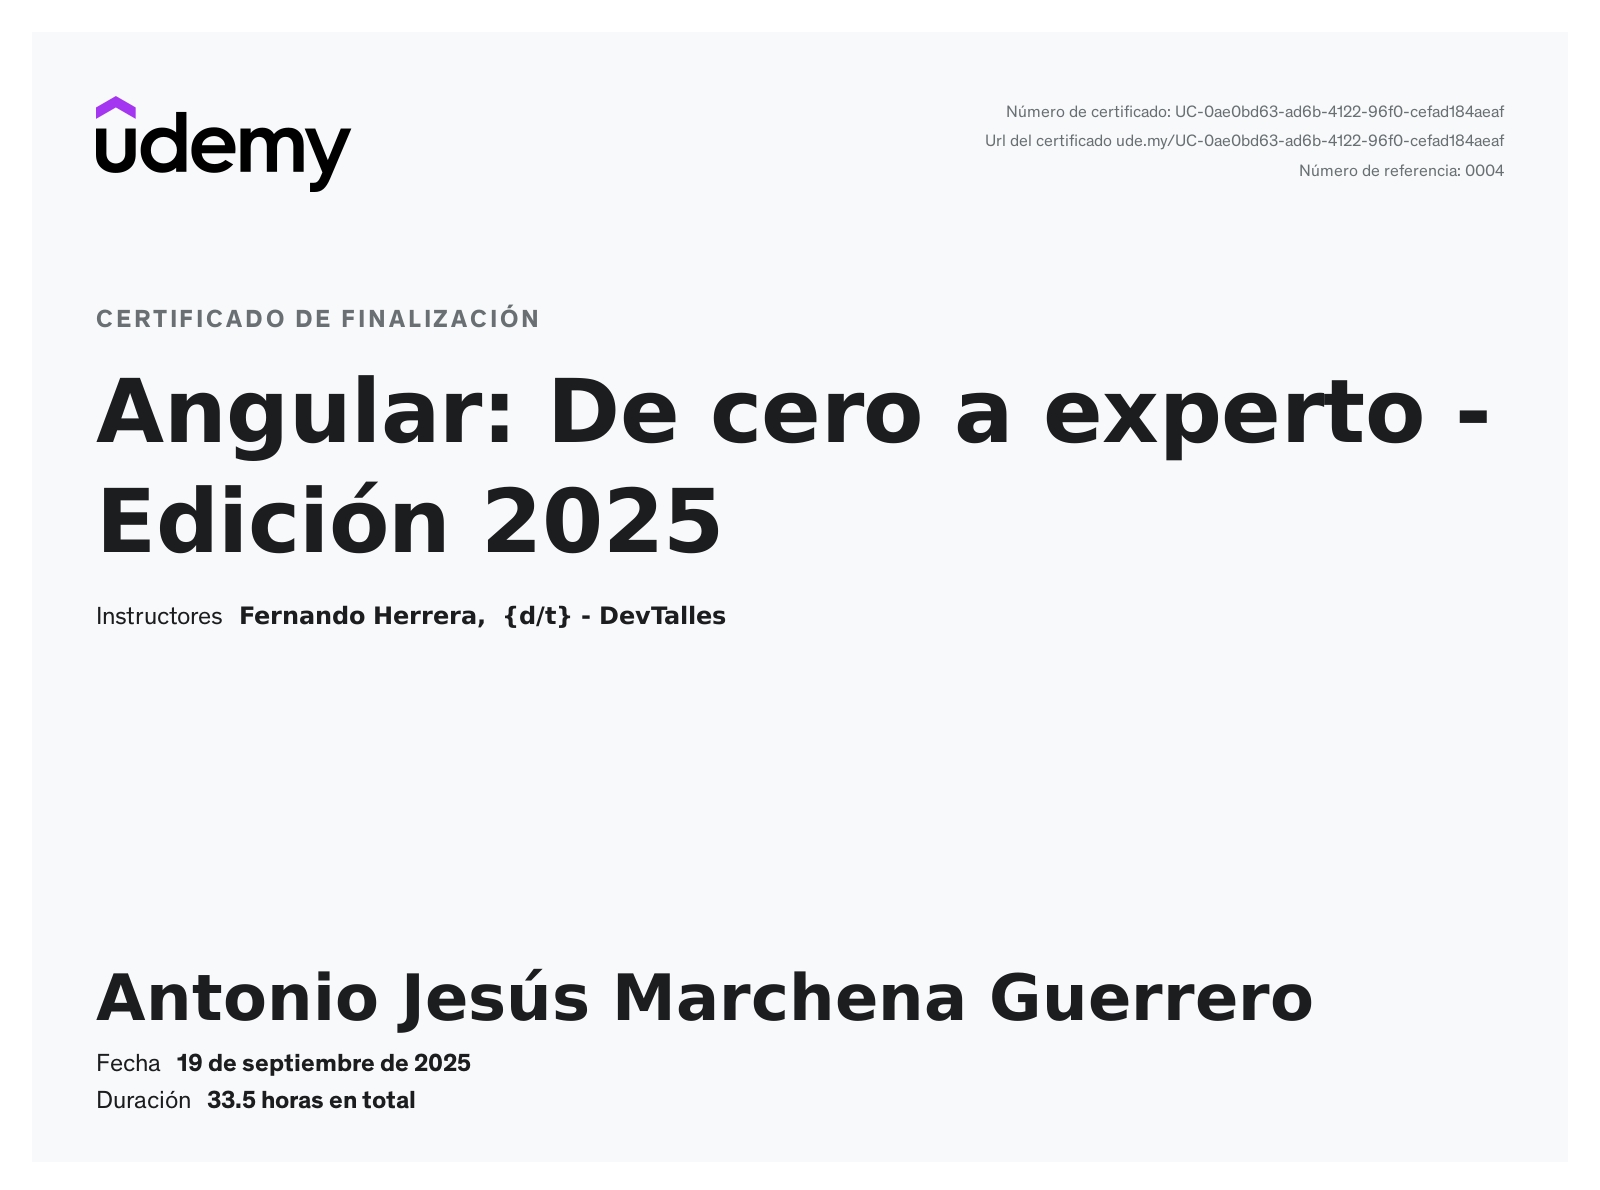 udemy
Número de certificado: UC-0ae0bd63-ad6b-4122-96f0-cefad184aeaf
Url del certificado ude.my/UC-0ae0bd63-ad6b-4122-96f0-cefad184aeaf
Número de referencia: 0004
CERTIFICADO DE FINALIZACIÓN
Angular: De cero a experto -
Edición 2025
Instructores Fernando Herrera, {d/t} - DevTalles
Antonio Jesús Marchena Guerrero
Fecha 19 de septiembre de 2025
Duración 33.5 horas en total